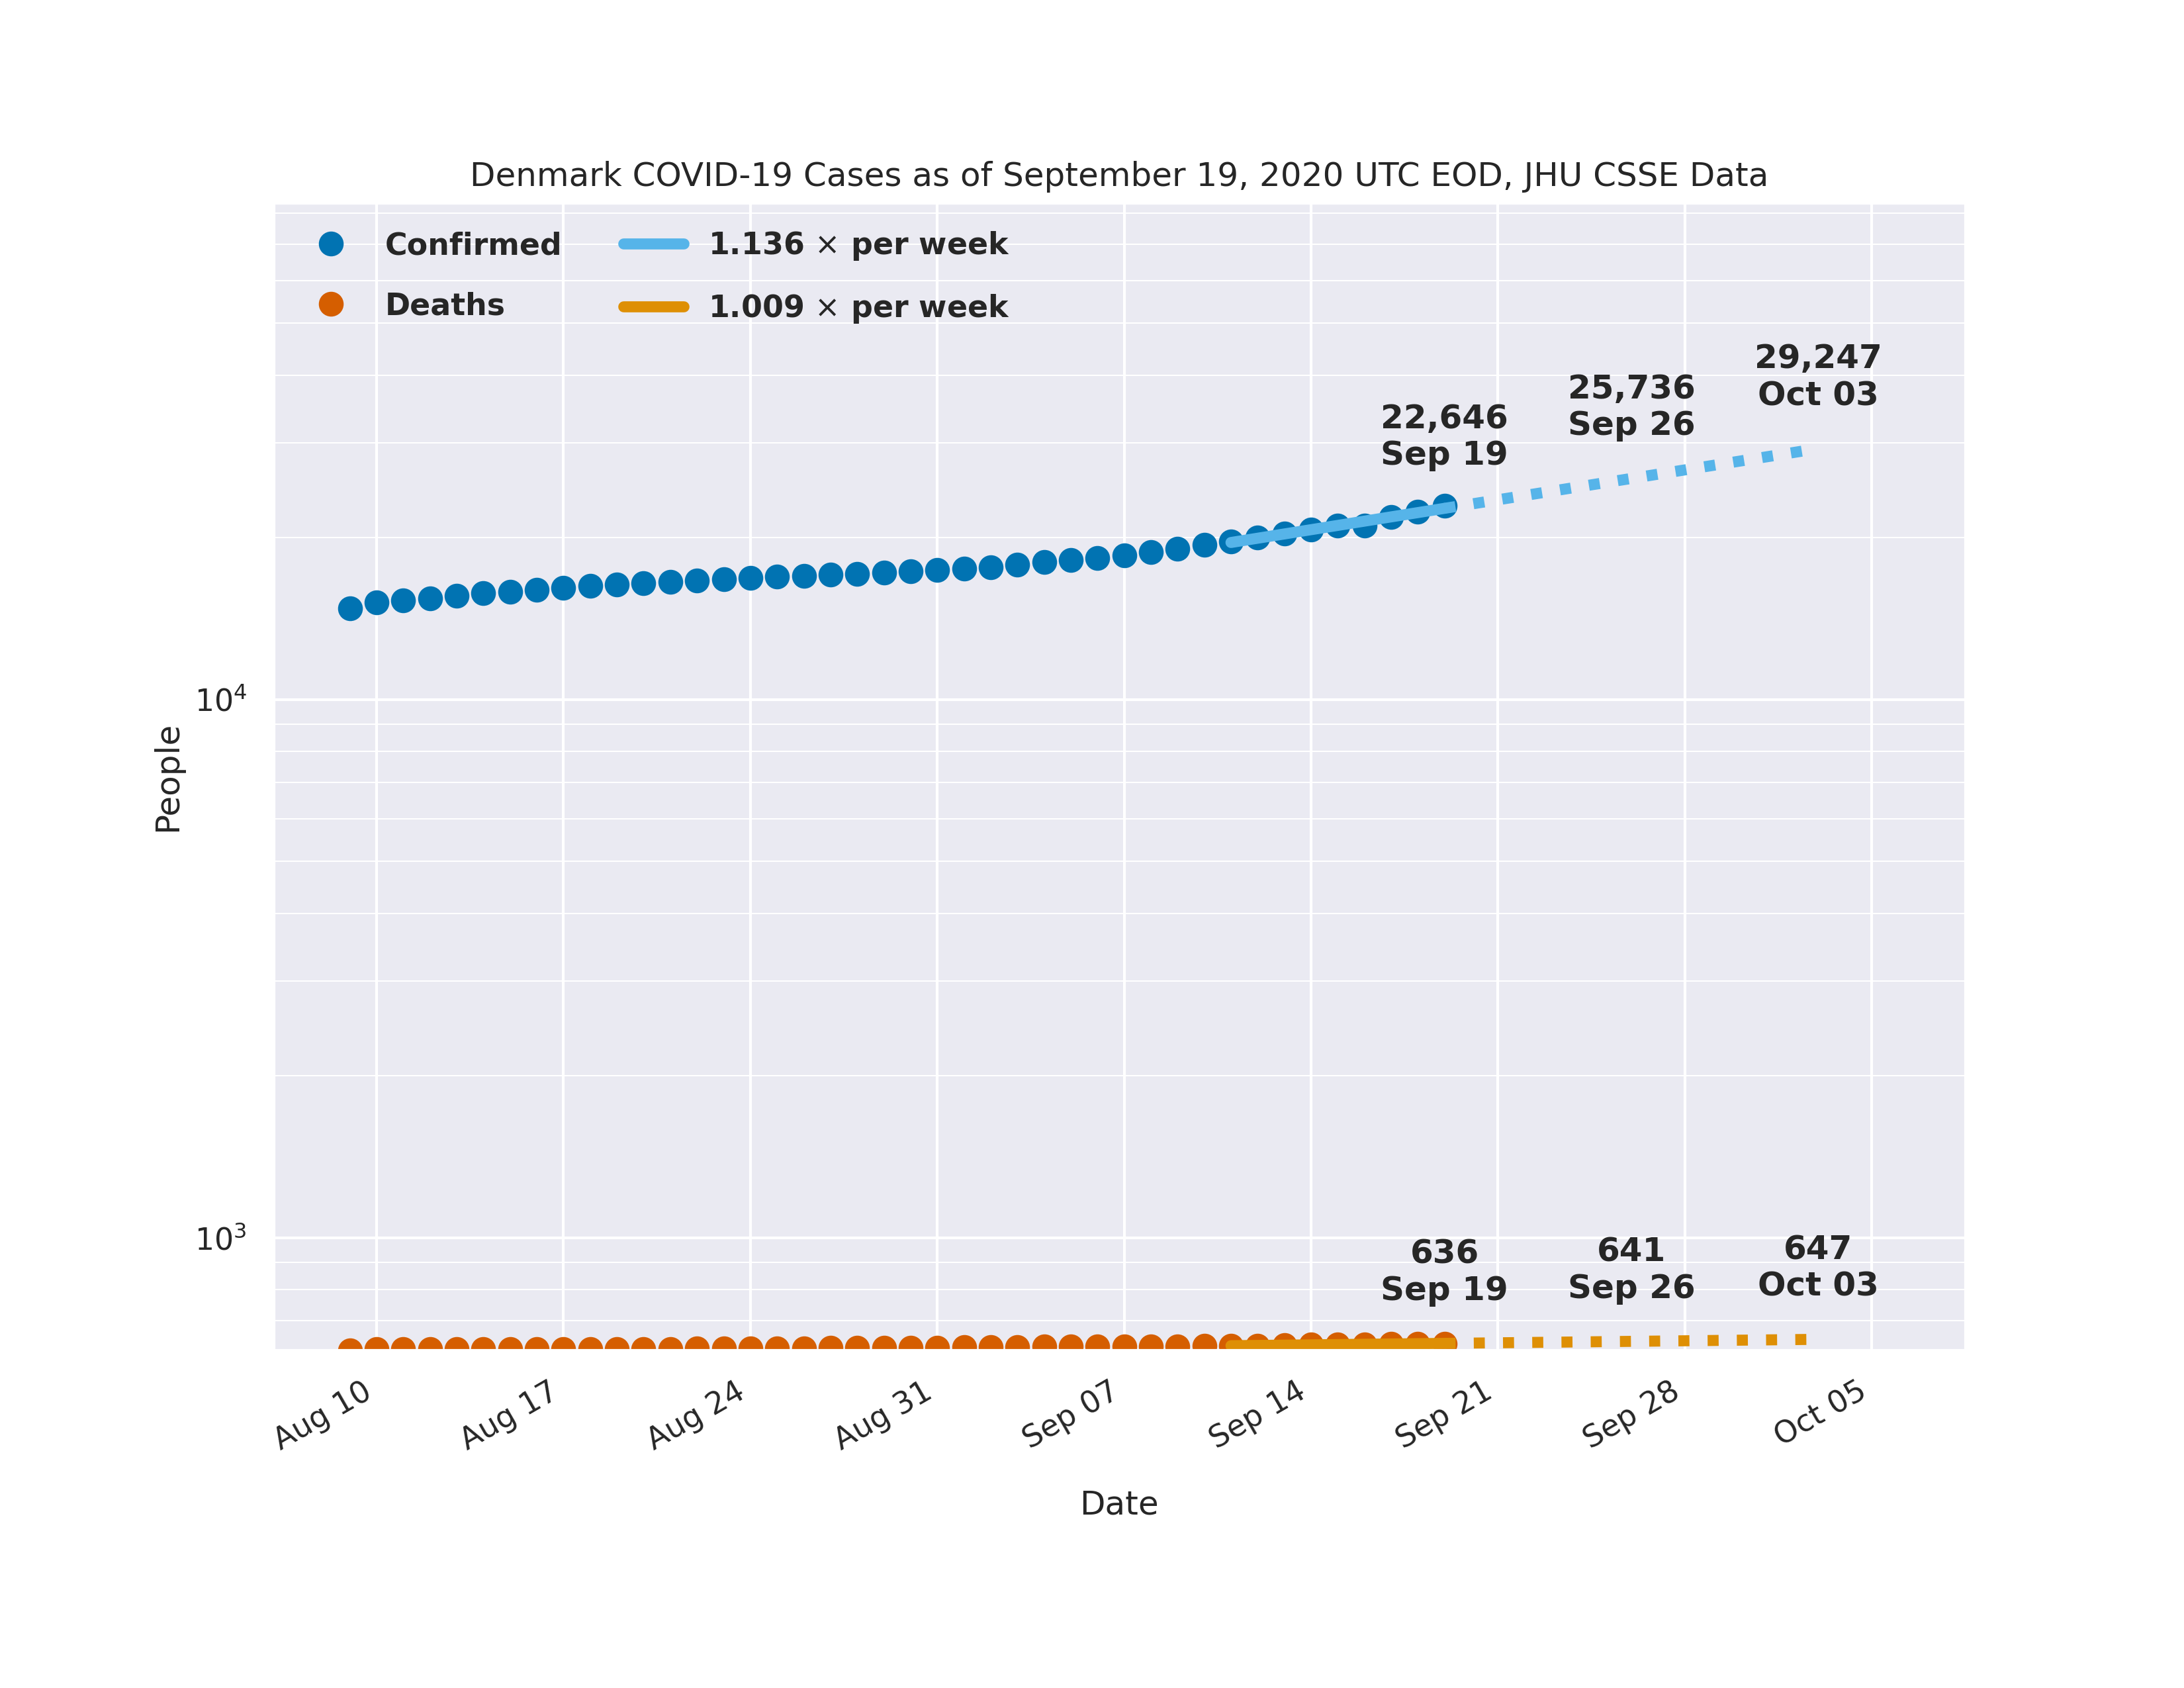 Denmark COVID-19 Cases as of September 19, 2020 UTC EOD, JHU CSSE Data
Confirmed
Deaths
1.136 × per week
1.009 × per week
22,646
Sep 19
25,736
Sep 26
29,247
Oct 03
10⁴
10³
People
636
Sep 19
641
Sep 26
647
Oct 03
Aug 10
Aug 17
Aug 24
Aug 31
Sep 07
Sep 14
Sep 21
Sep 28
Oct 05
Date